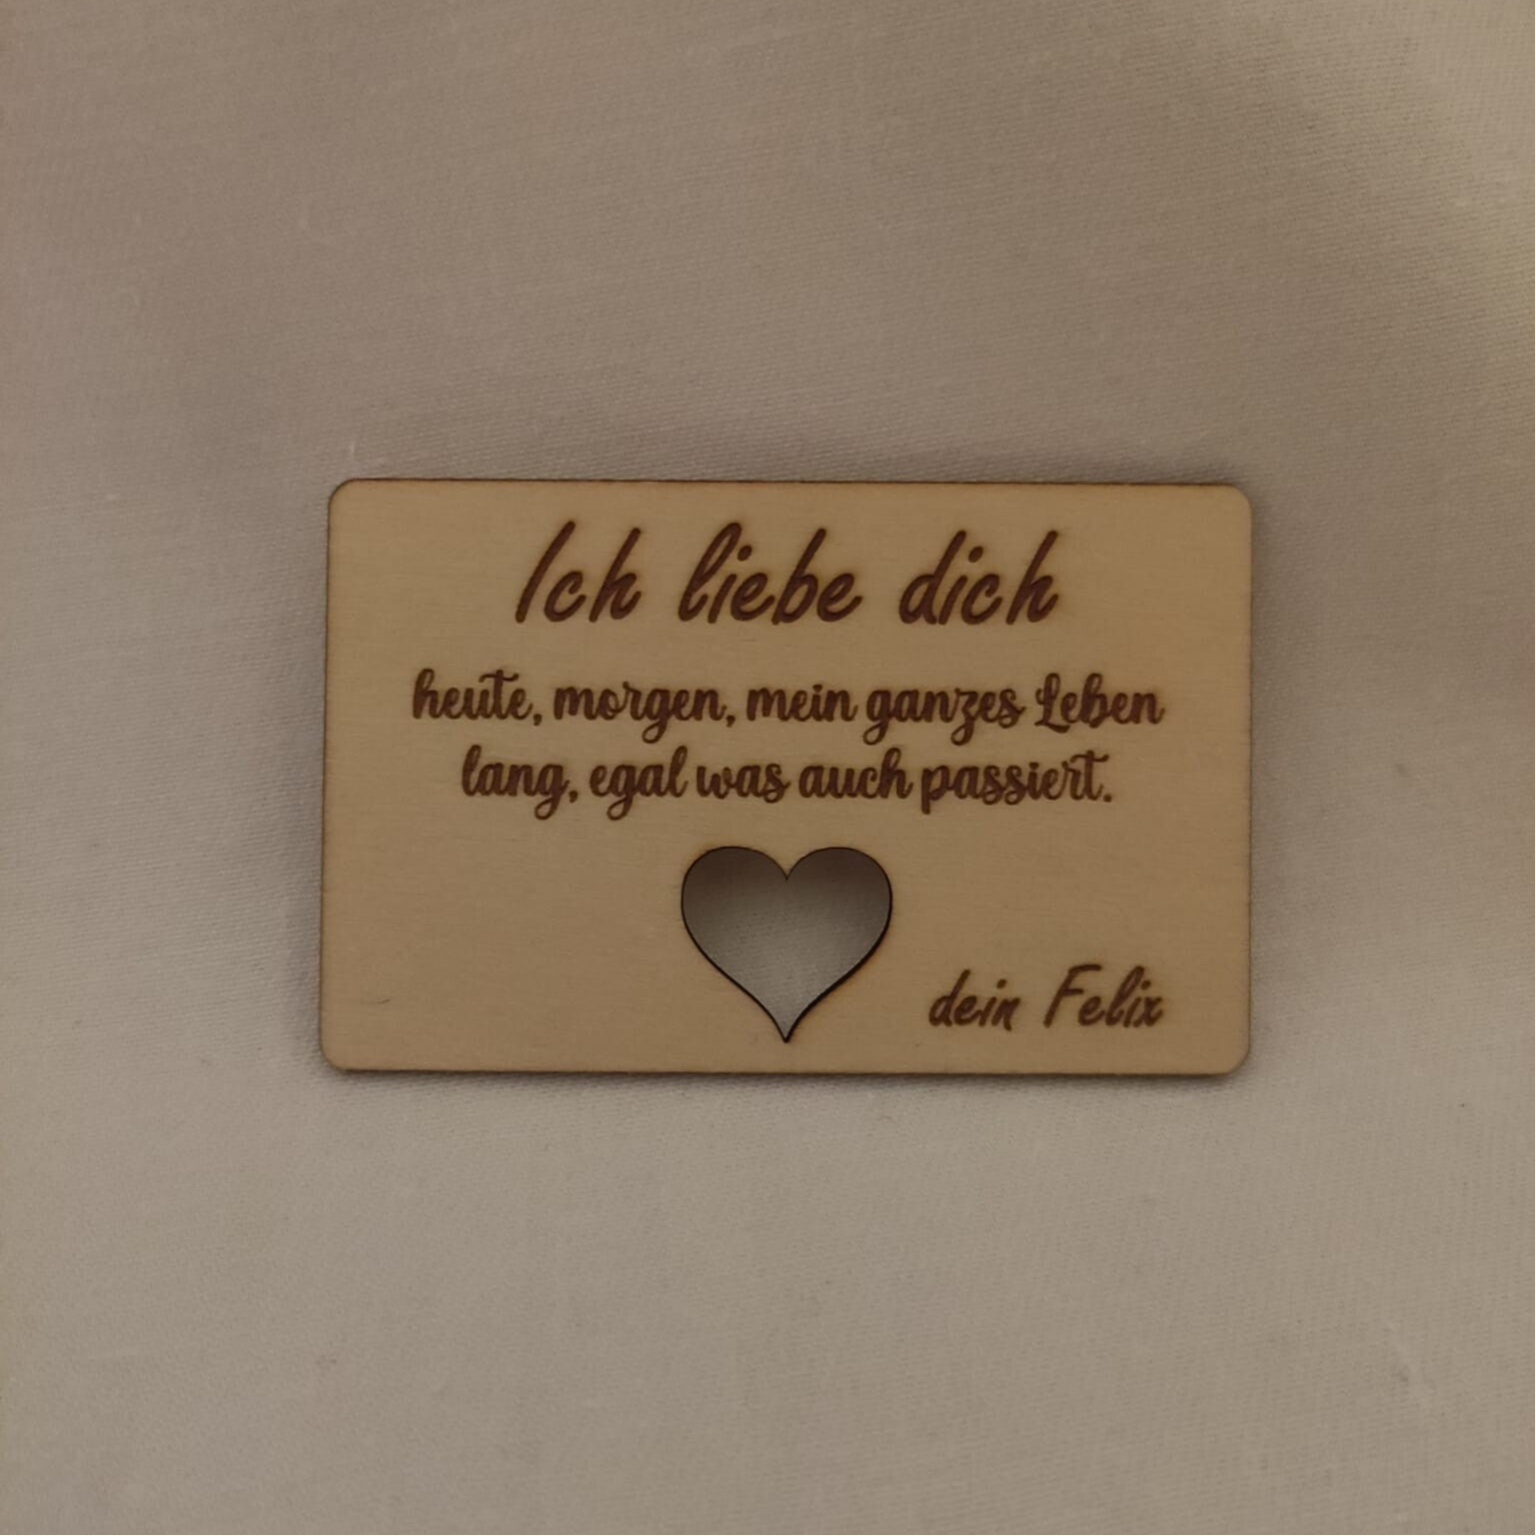 Ich liebe dich
heute, morgen, mein ganzes Leben
lang, egal was auch passiert.
dein Felix